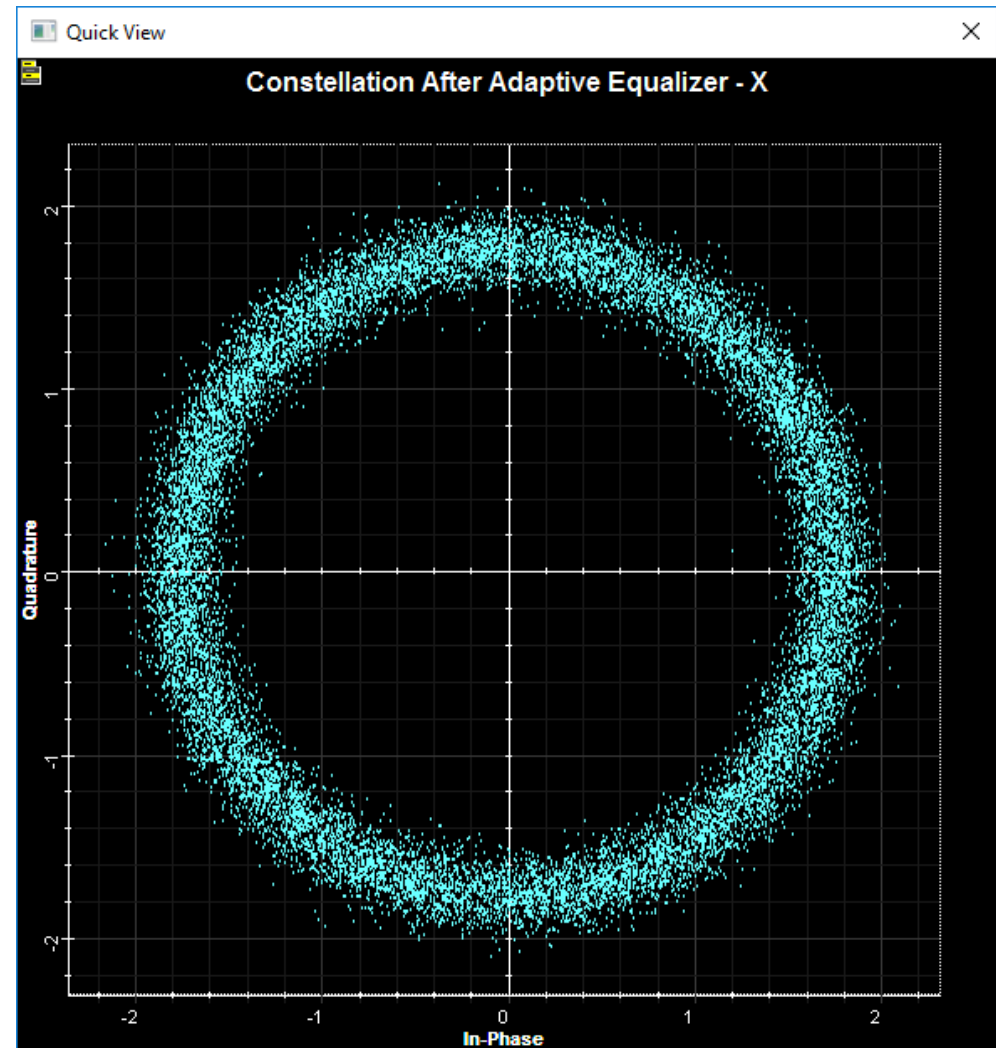 Quick View
Constellation After Adaptive Equalizer - X
2
1
0
-1
-2
Quadrature
-2
-1
0
1
2
In-Phase